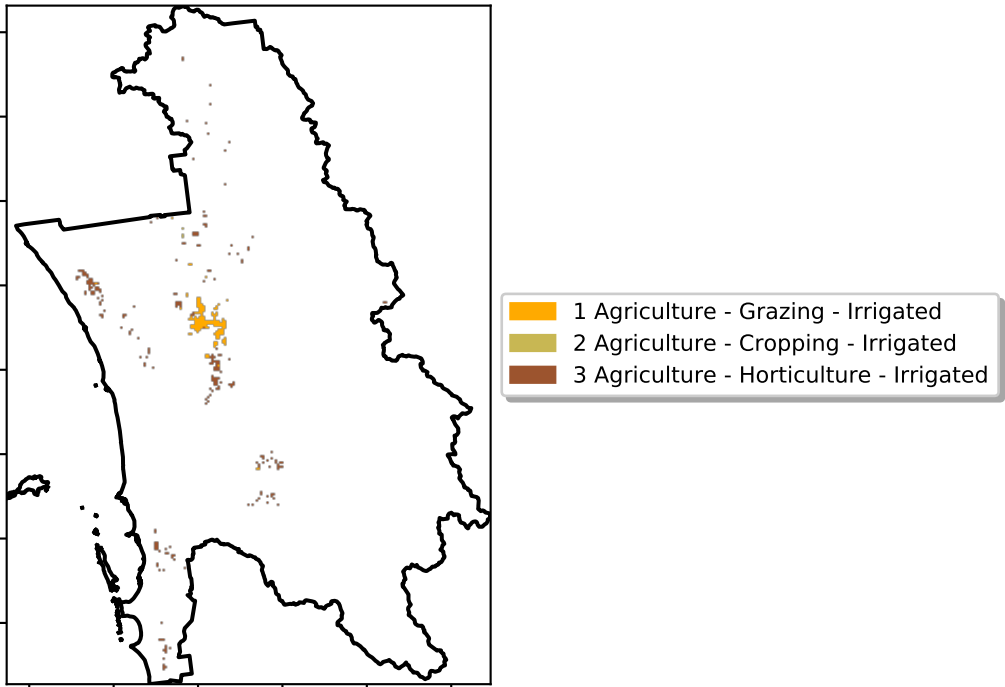 1 Agriculture - Grazing - Irrigated
2 Agriculture - Cropping - Irrigated
3 Agriculture - Horticulture - Irrigated